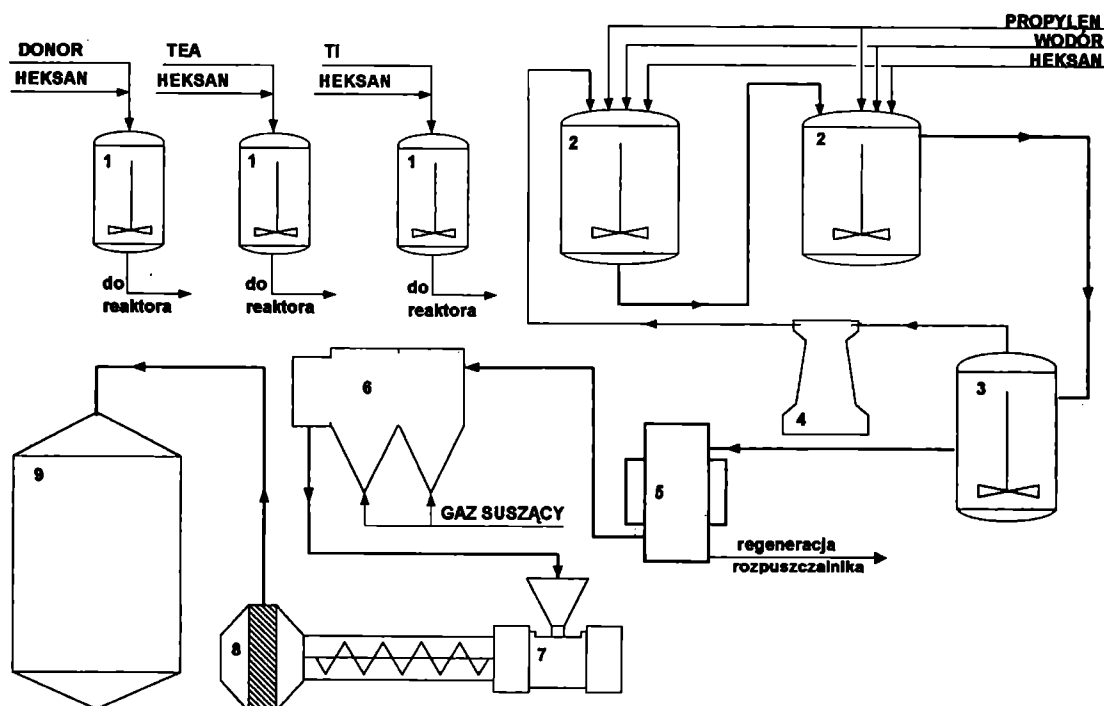 DONOR
HEKSAN
TEA
HEKSAN
TI
HEKSAN
PROPYLEN
WODÓR
HEKSAN
1
1
1
2
2
do
reaktora
do
reaktora
do
reaktora
3
4
5
6
GAZ SUSZĄCY
regeneracja
rozpuszczalnika
7
8
9